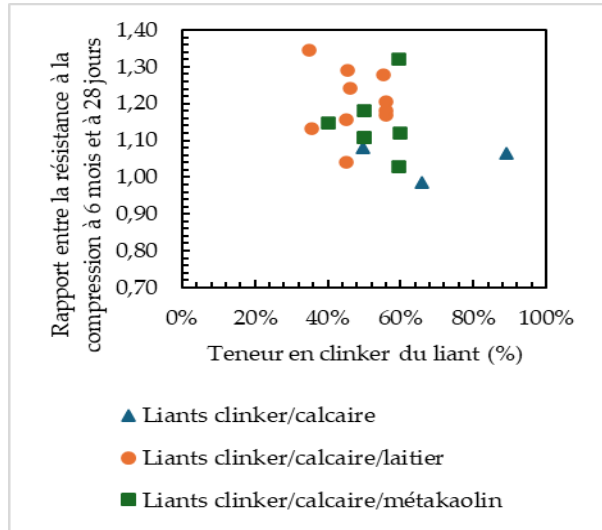 Rapport entre la résistance à la
compression à 6 mois et à 28 jours
1,40
1,30
1,20
1,10
1,00
0,90
0,80
0,70
0% 20% 40% 60% 80% 100%
Teneur en clinker du liant (%)
Liants clinker/calcaire
Liants clinker/calcaire/laitier
Liants clinker/calcaire/métakaolin